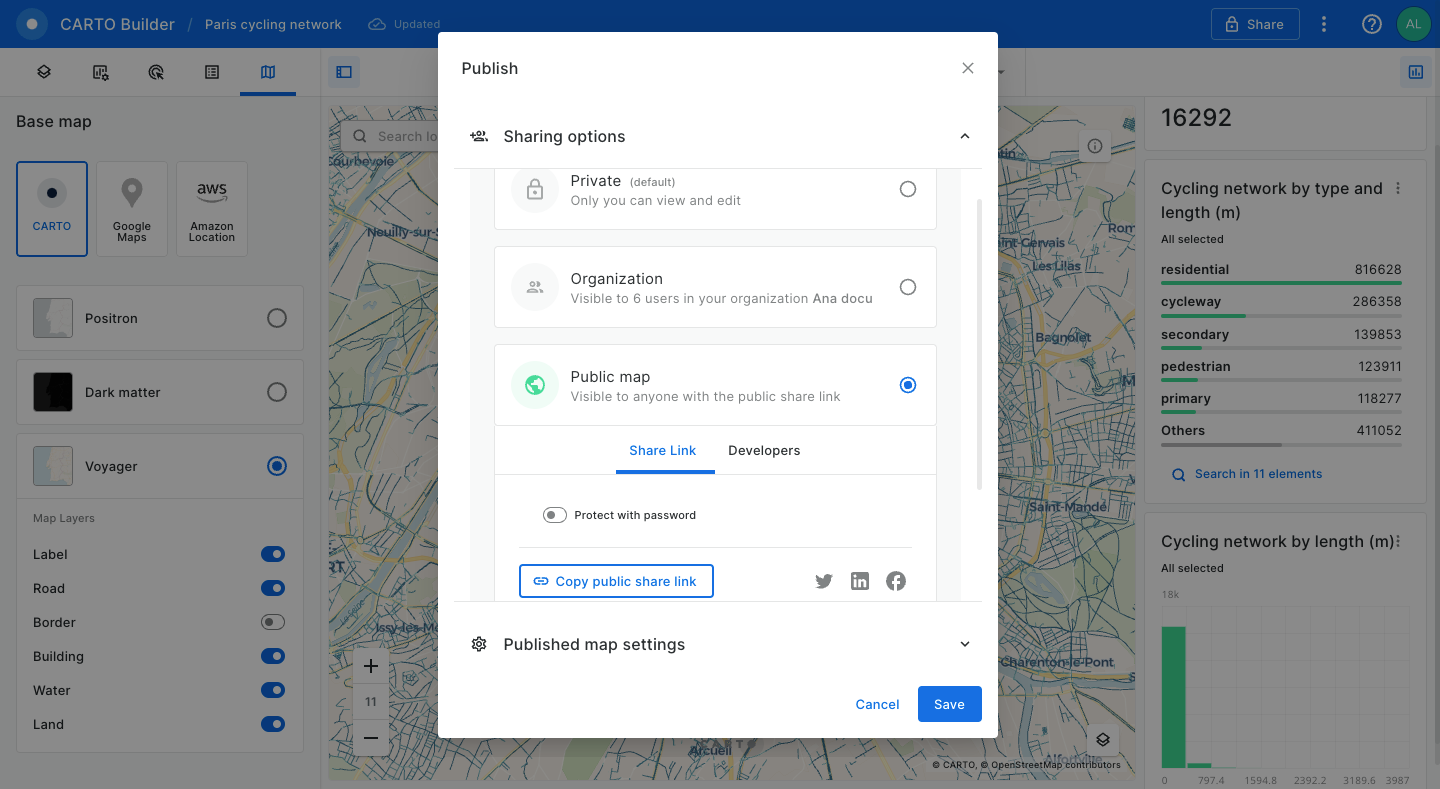 CARTO Builder / Paris cycling network Updated
Share
AL
Publish
Base map
CARTO
Google
Maps
aws
Amazon
Location
Positron
Dark matter
Voyager
Map Layers
Label
Road
Border
Building
Water
Land
Search lo
Courbevoie
Neuilly-sur-S
Issy-les-Mo
11
Sharing options
Private (default)
Only you can view and edit
Organization
Visible to 6 users in your organization Ana docu
Public map
Visible to anyone with the public share link
Share Link
Developers
Protect with password
Copy public share link
Published map settings
Cancel
Save
Les Lilas
Rom
Bagnolet
Saint-Mandé
Charenton-le-Pont
Arcueil
Alfortville
© CARTO, © OpenStreetMap contributors
16292
Cycling network by type and
length (m)
All selected
residential 816628
cycleway 286358
secondary 139853
pedestrian 123911
primary 118277
Others 411052
Search in 11 elements
Cycling network by length (m)
All selected
18k
0 797.4 1594.8 2392.2 3189.6 3987